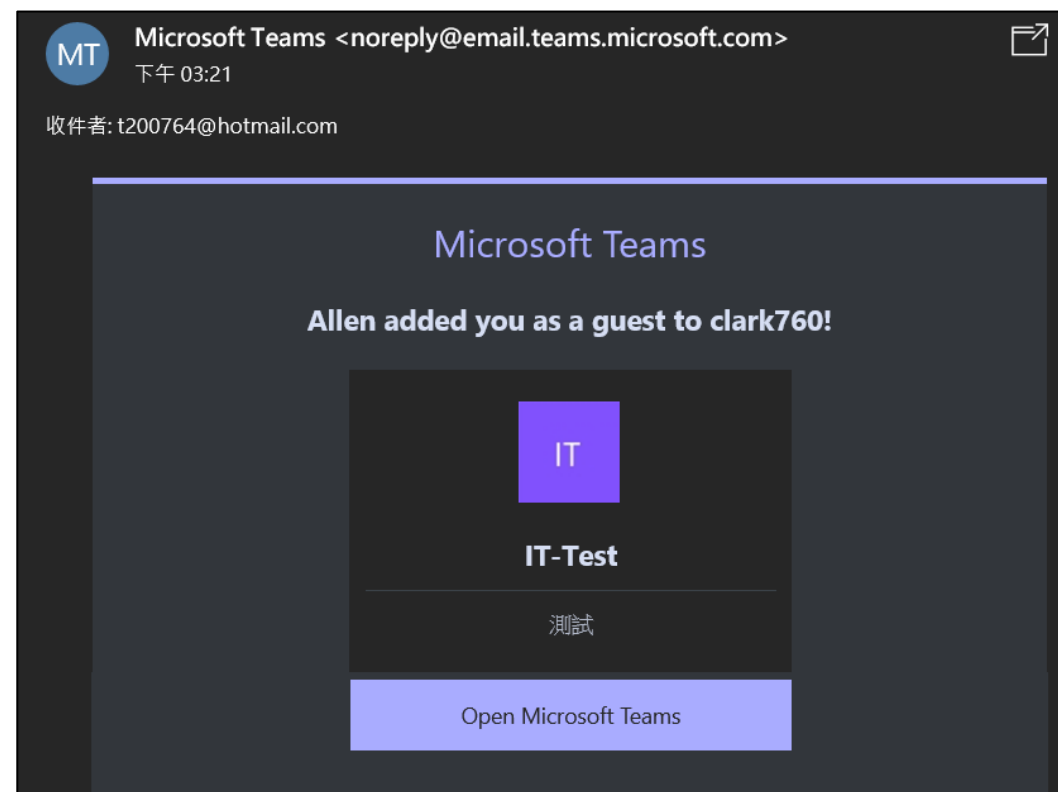 MT
Microsoft Teams <noreply@email.teams.microsoft.com>
下午 03:21
收件者: t200764@hotmail.com
Microsoft Teams
Allen added you as a guest to clark760!
IT
IT-Test
測試
Open Microsoft Teams